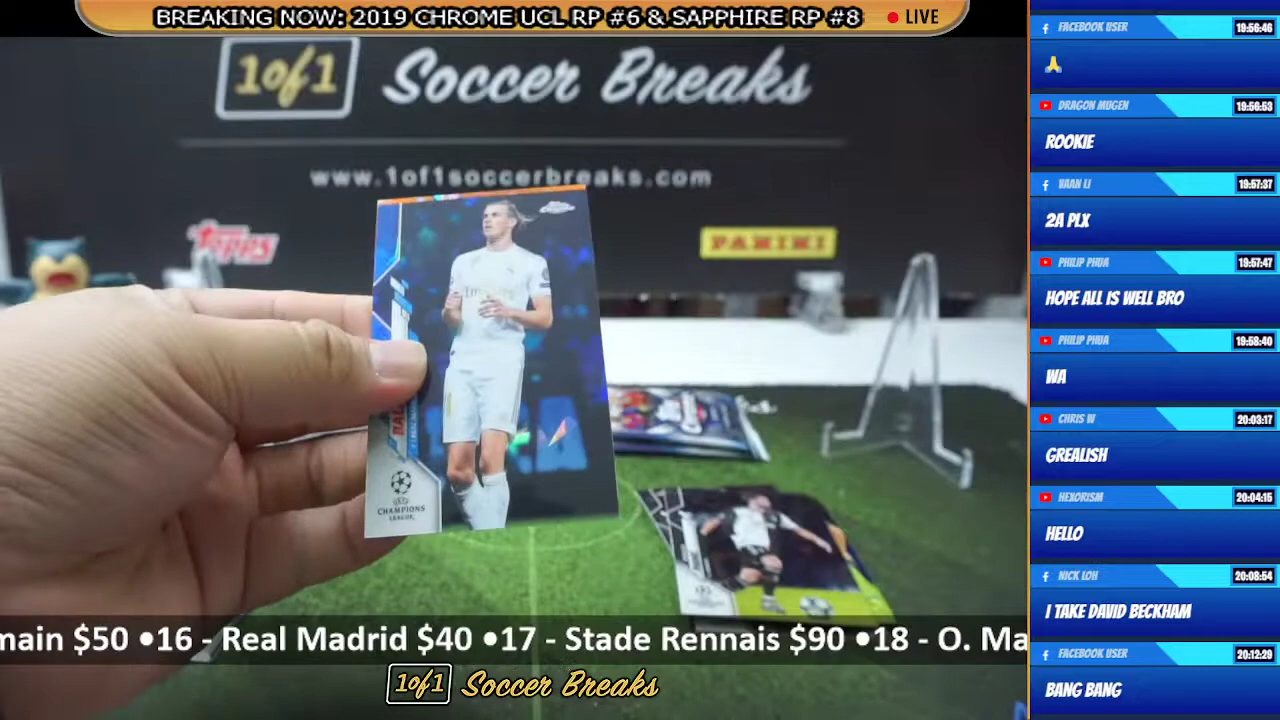 BREAKING NOW: 2019 CHROME UCL RP #6 & SAPPHIRE RP #8
LIVE
1of1 Soccer Breaks
www.1of1soccerbreaks.com
Topps
PANINI
CHAMPIONS
LEAGUE
main $50 •16 - Real Madrid $40 •17 - Stade Rennais $90 •18 - O. Ma
1of1 Soccer Breaks
FACEBOOK USER 19:56:46
🙏
DRAGON MUGEN 19:56:53
ROOKIE
VAAN LI 19:57:37
2A PLX
PHILIP PHUA 19:57:47
HOPE ALL IS WELL BRO
PHILIP PHUA 19:58:40
WA
CHRIS W 20:03:17
GREALISH
HEXORISM 20:04:15
HELLO
NICK LOH 20:08:54
I TAKE DAVID BECKHAM
FACEBOOK USER 20:12:29
BANG BANG